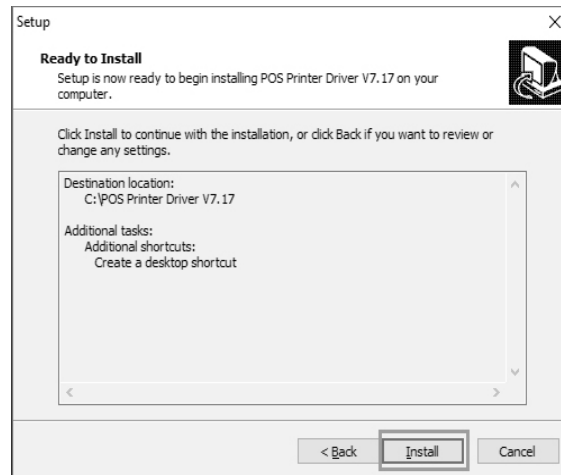 Setup
Ready to Install
Setup is now ready to begin installing POS Printer Driver V7.17 on your
computer.
Click Install to continue with the installation, or click Back if you want to review or
change any settings.
Destination location:
C:\POS Printer Driver V7.17
Additional tasks:
Additional shortcuts:
Create a desktop shortcut
< Back
Install
Cancel